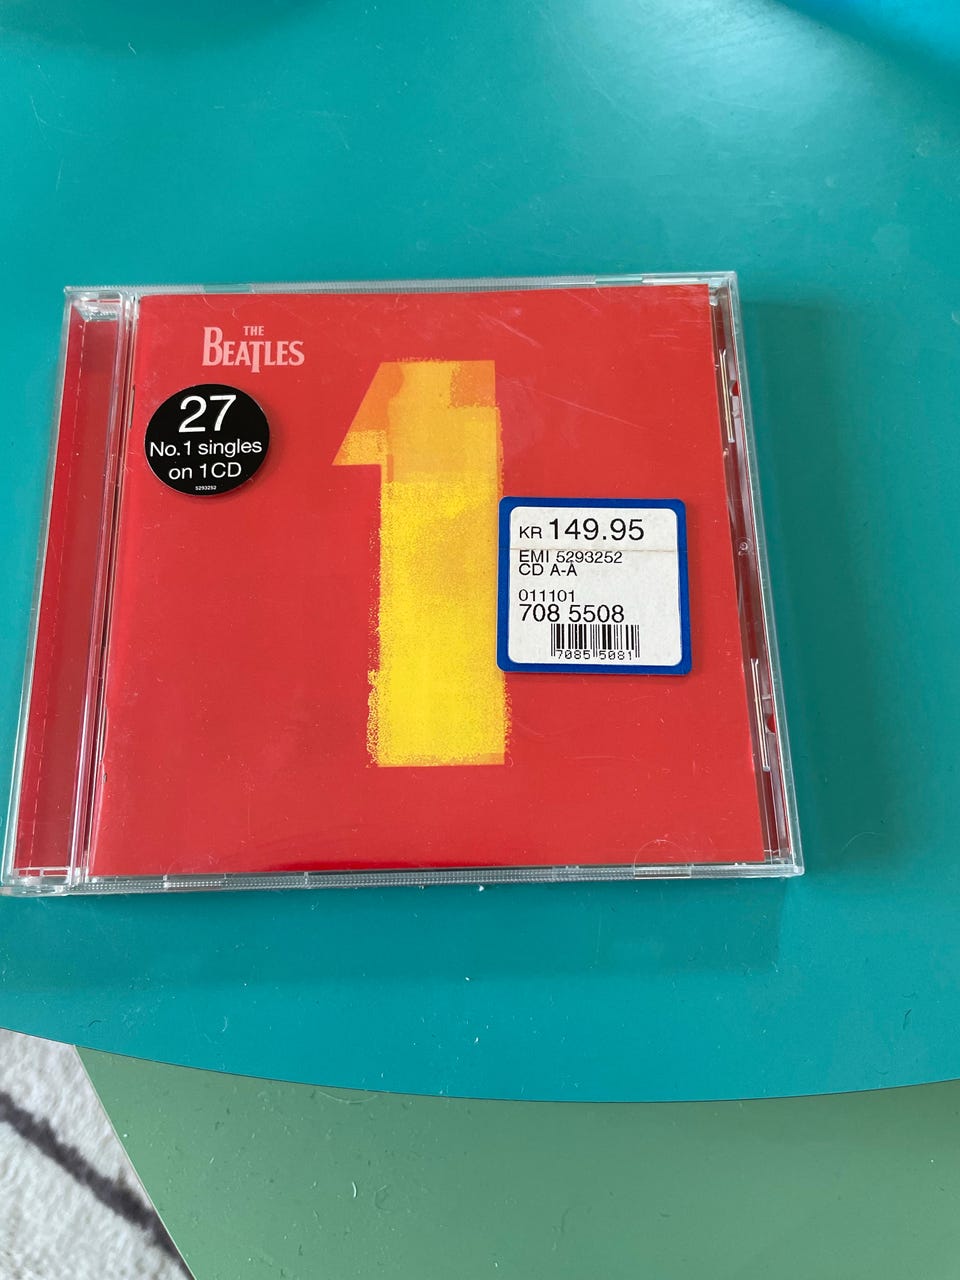 THE
BEATLES
27
No.1 singles
on 1CD
5293252
1
KR 149.95
EMI 5293252
CD A-Å
011101
708 5508
7085 5081